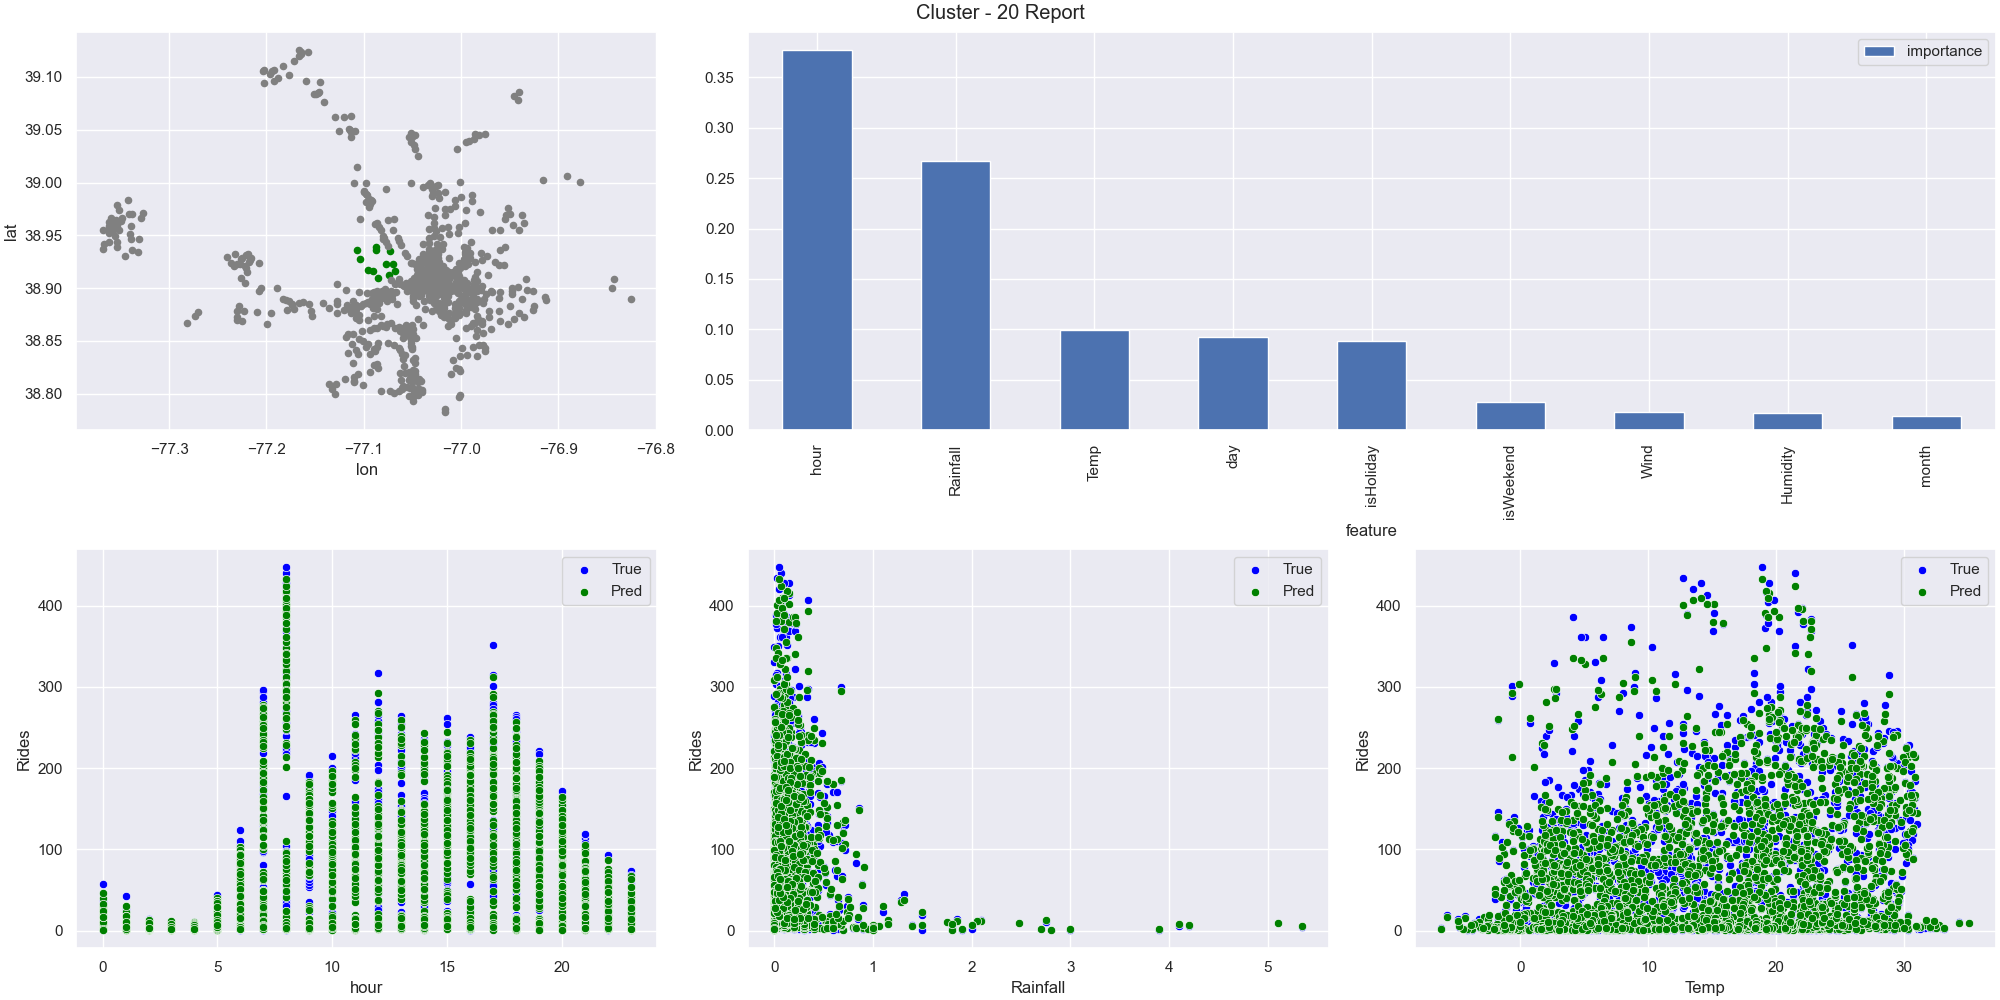 Cluster - 20 Report
39.10
39.05
39.00
38.95
38.90
38.85
38.80
lat
−77.3 −77.2 −77.1 −77.0 −76.9 −76.8
lon
importance
0.35
0.30
0.25
0.20
0.15
0.10
0.05
0.00
hour
Rainfall
Temp
day
isHoliday
isWeekend
Wind
Humidity
month
feature
True
Pred
400
300
200
100
0
Rides
0 5 10 15 20
hour
True
Pred
400
300
200
100
0
Rides
0 1 2 3 4 5
Rainfall
True
Pred
400
300
200
100
0
Rides
0 10 20 30
Temp